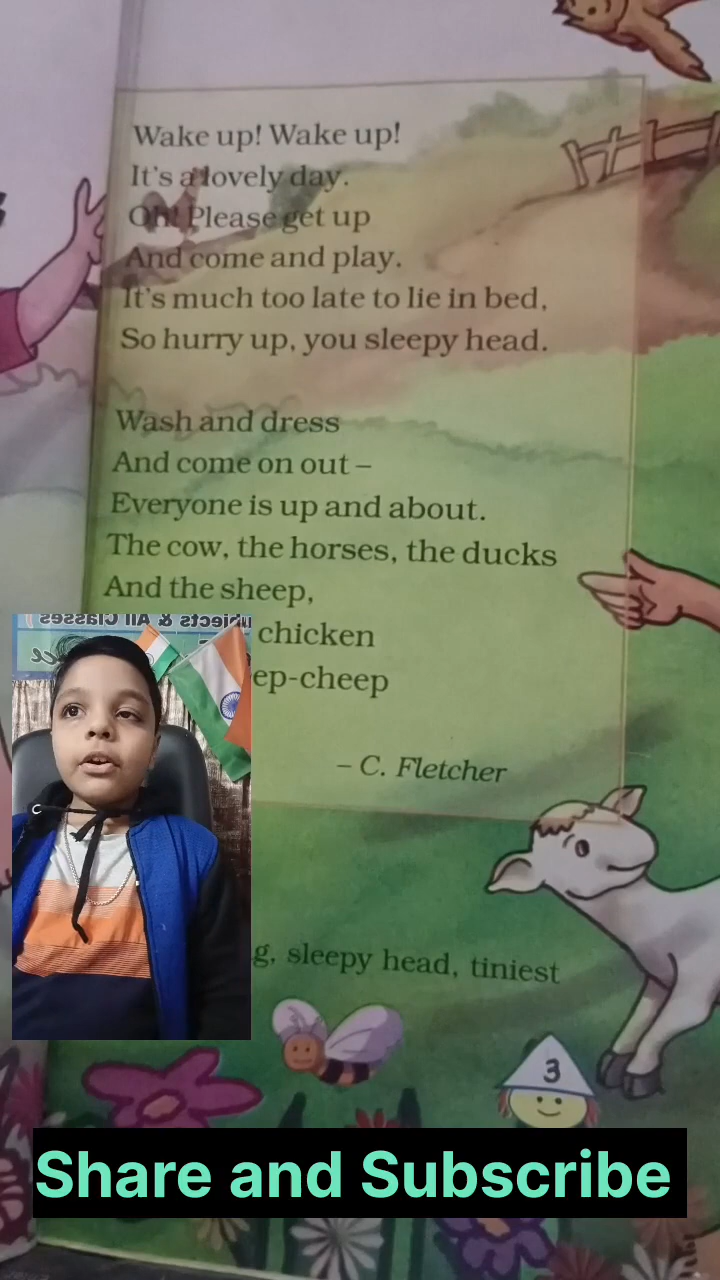 Wake up! Wake up!
It's a lovely day.
Oh! Please get up
And come and play.
It's much too late to lie in bed,
So hurry up, you sleepy head.
Wash and dress
And come on out –
Everyone is up and about.
The cow, the horses, the ducks
And the sheep,
chicken
ep-cheep
– C. Fletcher
ubjects & All Classes
g, sleepy head, tiniest
3
Share and Subscribe